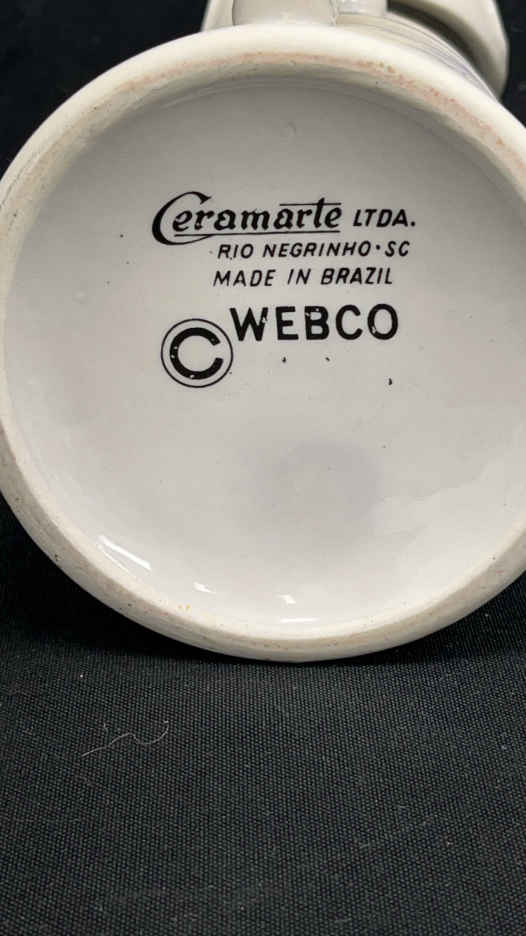 Ceramarte LTDA.
RIO NEGRINHO·SC
MADE IN BRAZIL
© WEBCO